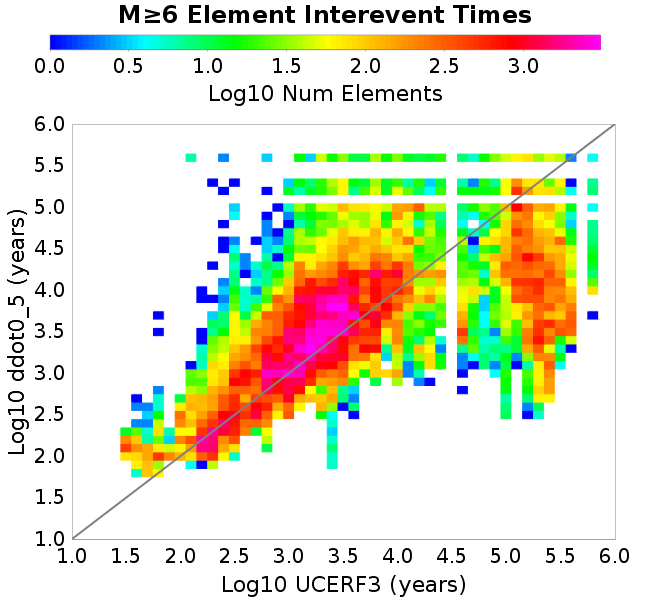 M≥6 Element Interevent Times
0.0 0.5 1.0 1.5 2.0 2.5 3.0
Log10 Num Elements
6.0
5.5
5.0
4.5
4.0
3.5
3.0
2.5
2.0
1.5
1.0
Log10 ddot0_5 (years)
1.0 1.5 2.0 2.5 3.0 3.5 4.0 4.5 5.0 5.5 6.0
Log10 UCERF3 (years)